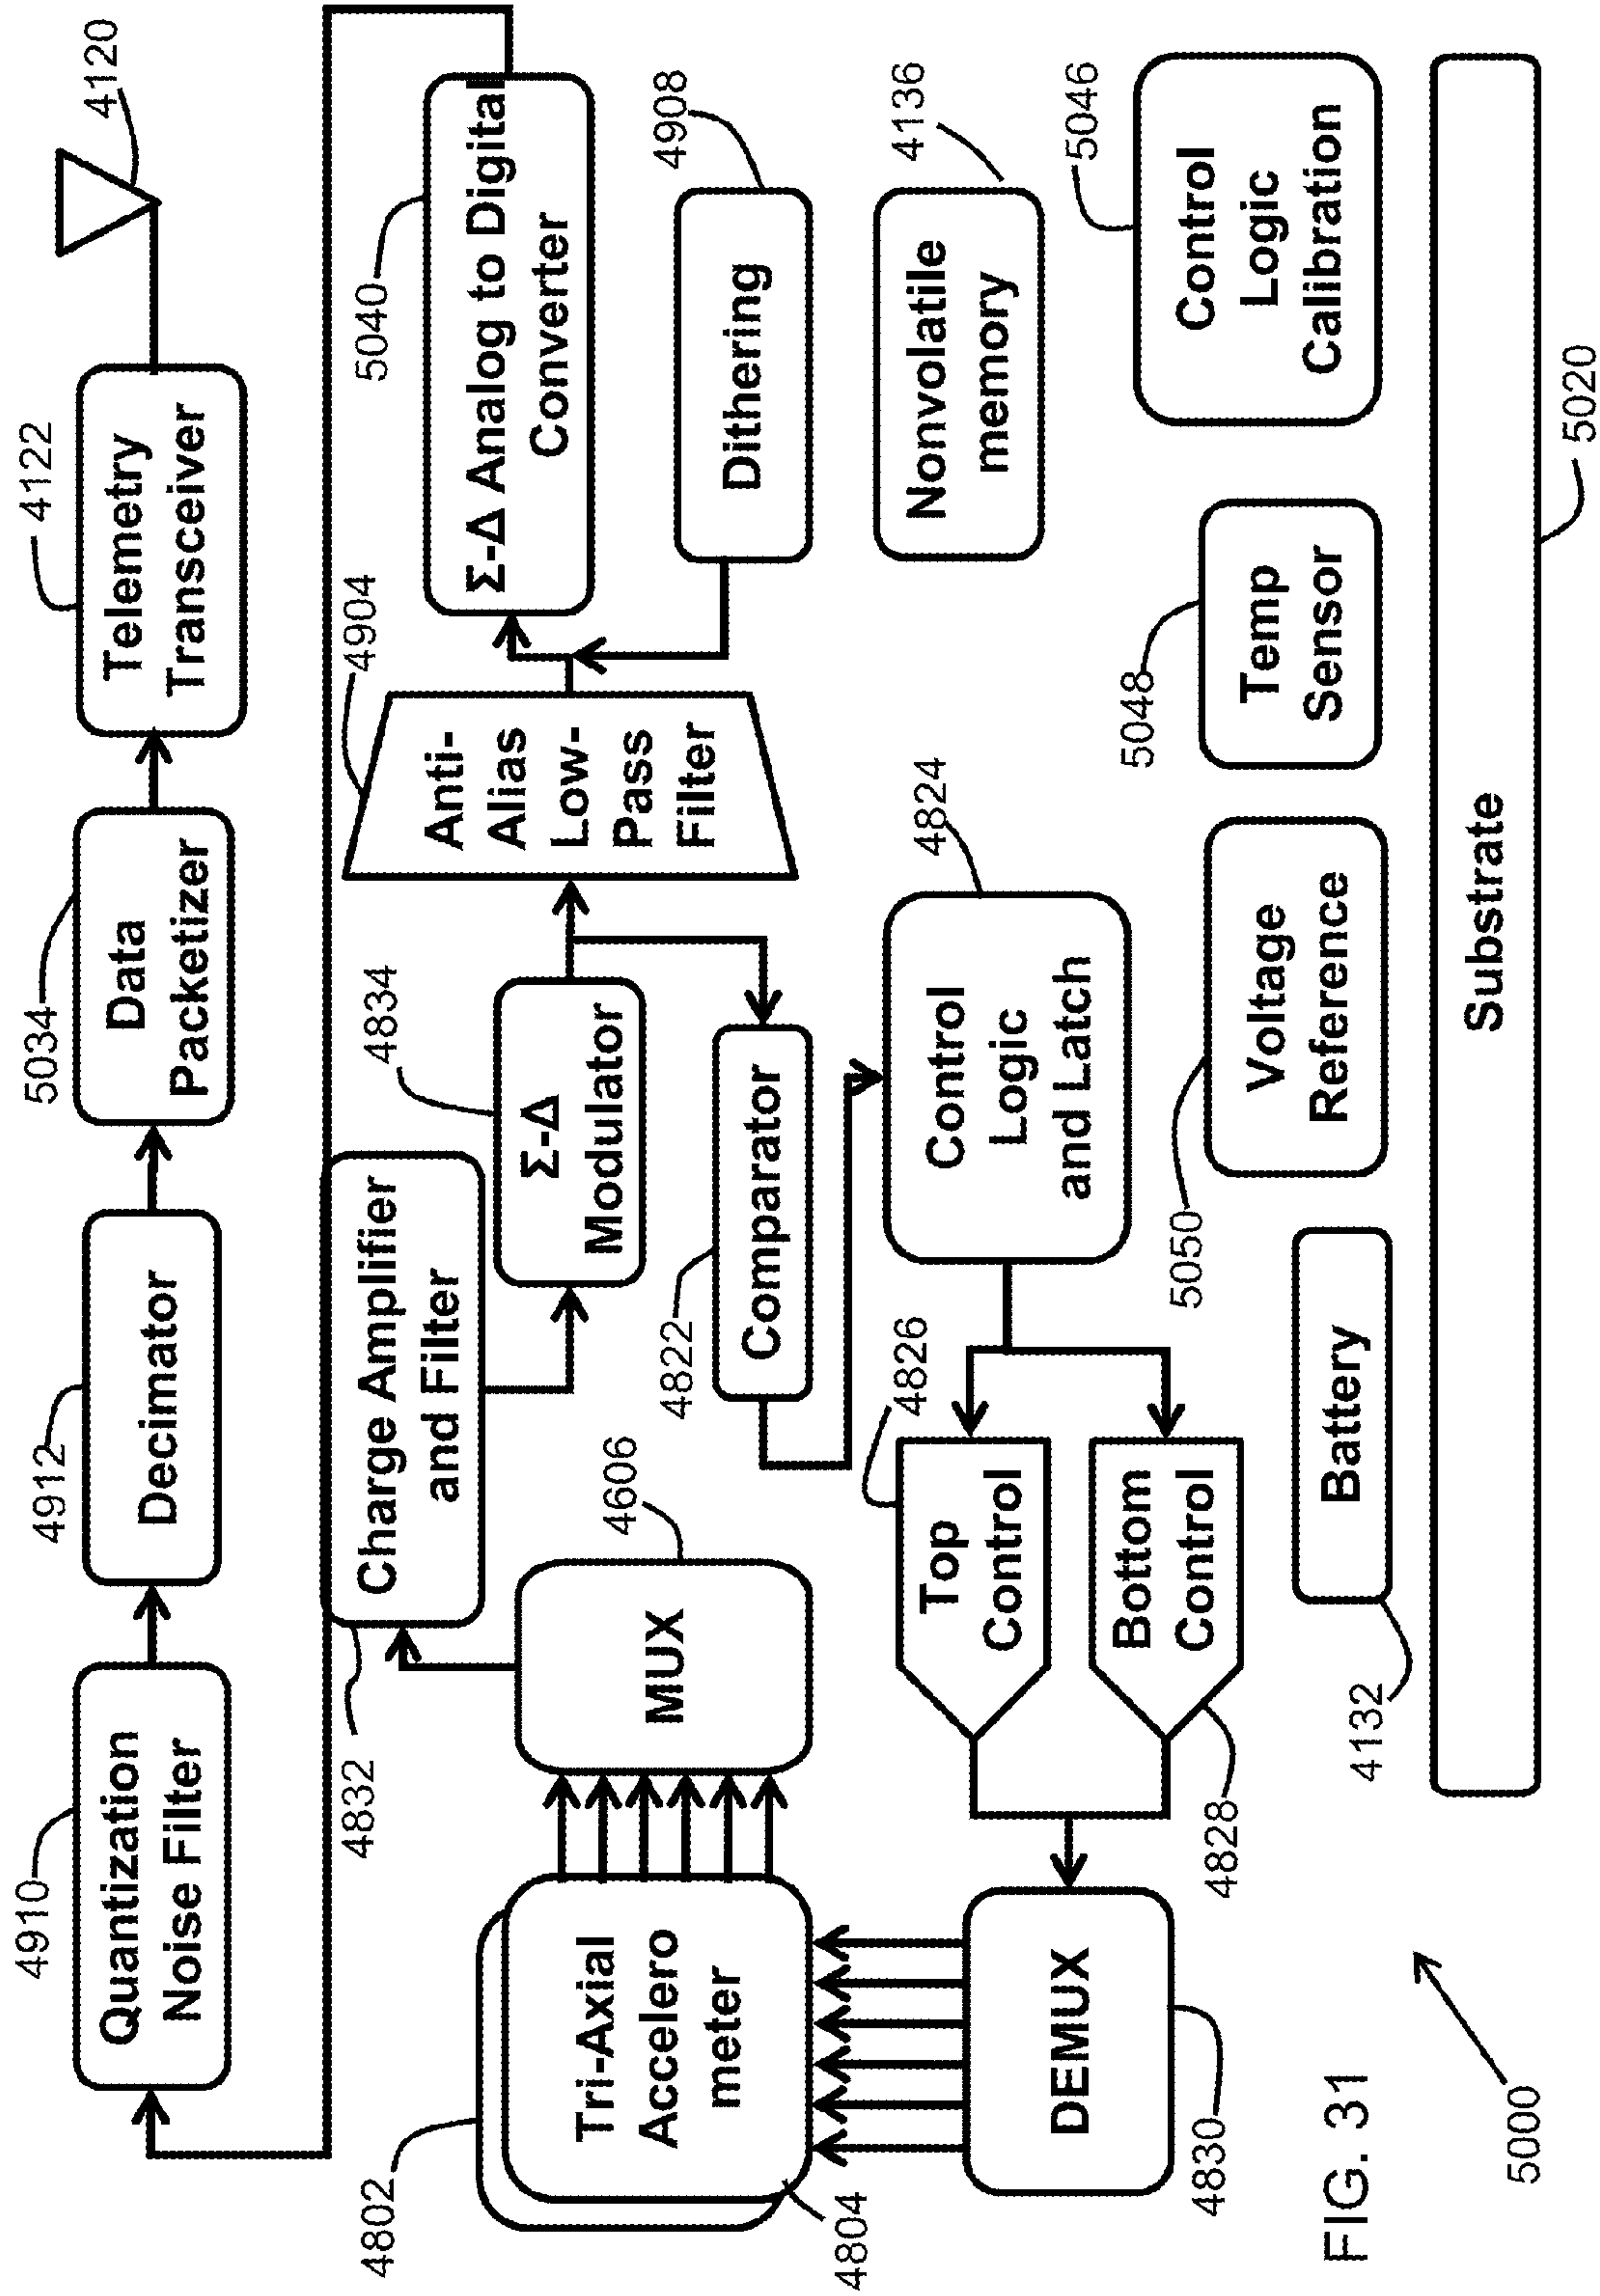 4910
Quantization
Noise Filter
4912
Decimator
5034
Data
Packetizer
4122
Telemetry
Transceiver
4120
4832
Charge Amplifier
and Filter
4834
Σ-Δ
Modulator
4904
Anti-
Alias
Low-
Pass
Filter
5040
Σ-Δ Analog to Digital
Converter
4802
4804
Tri-Axial
Accelero
meter
4606
MUX
4822
Comparator
4908
Dithering
4830
DEMUX
4826
Top
Control
4828
Bottom
Control
4824
Control
Logic
and Latch
4136
Nonvolatile
memory
4132
Battery
5050
Voltage
Reference
5048
Temp
Sensor
5046
Control
Logic
Calibration
Substrate
5020
FIG. 31
5000